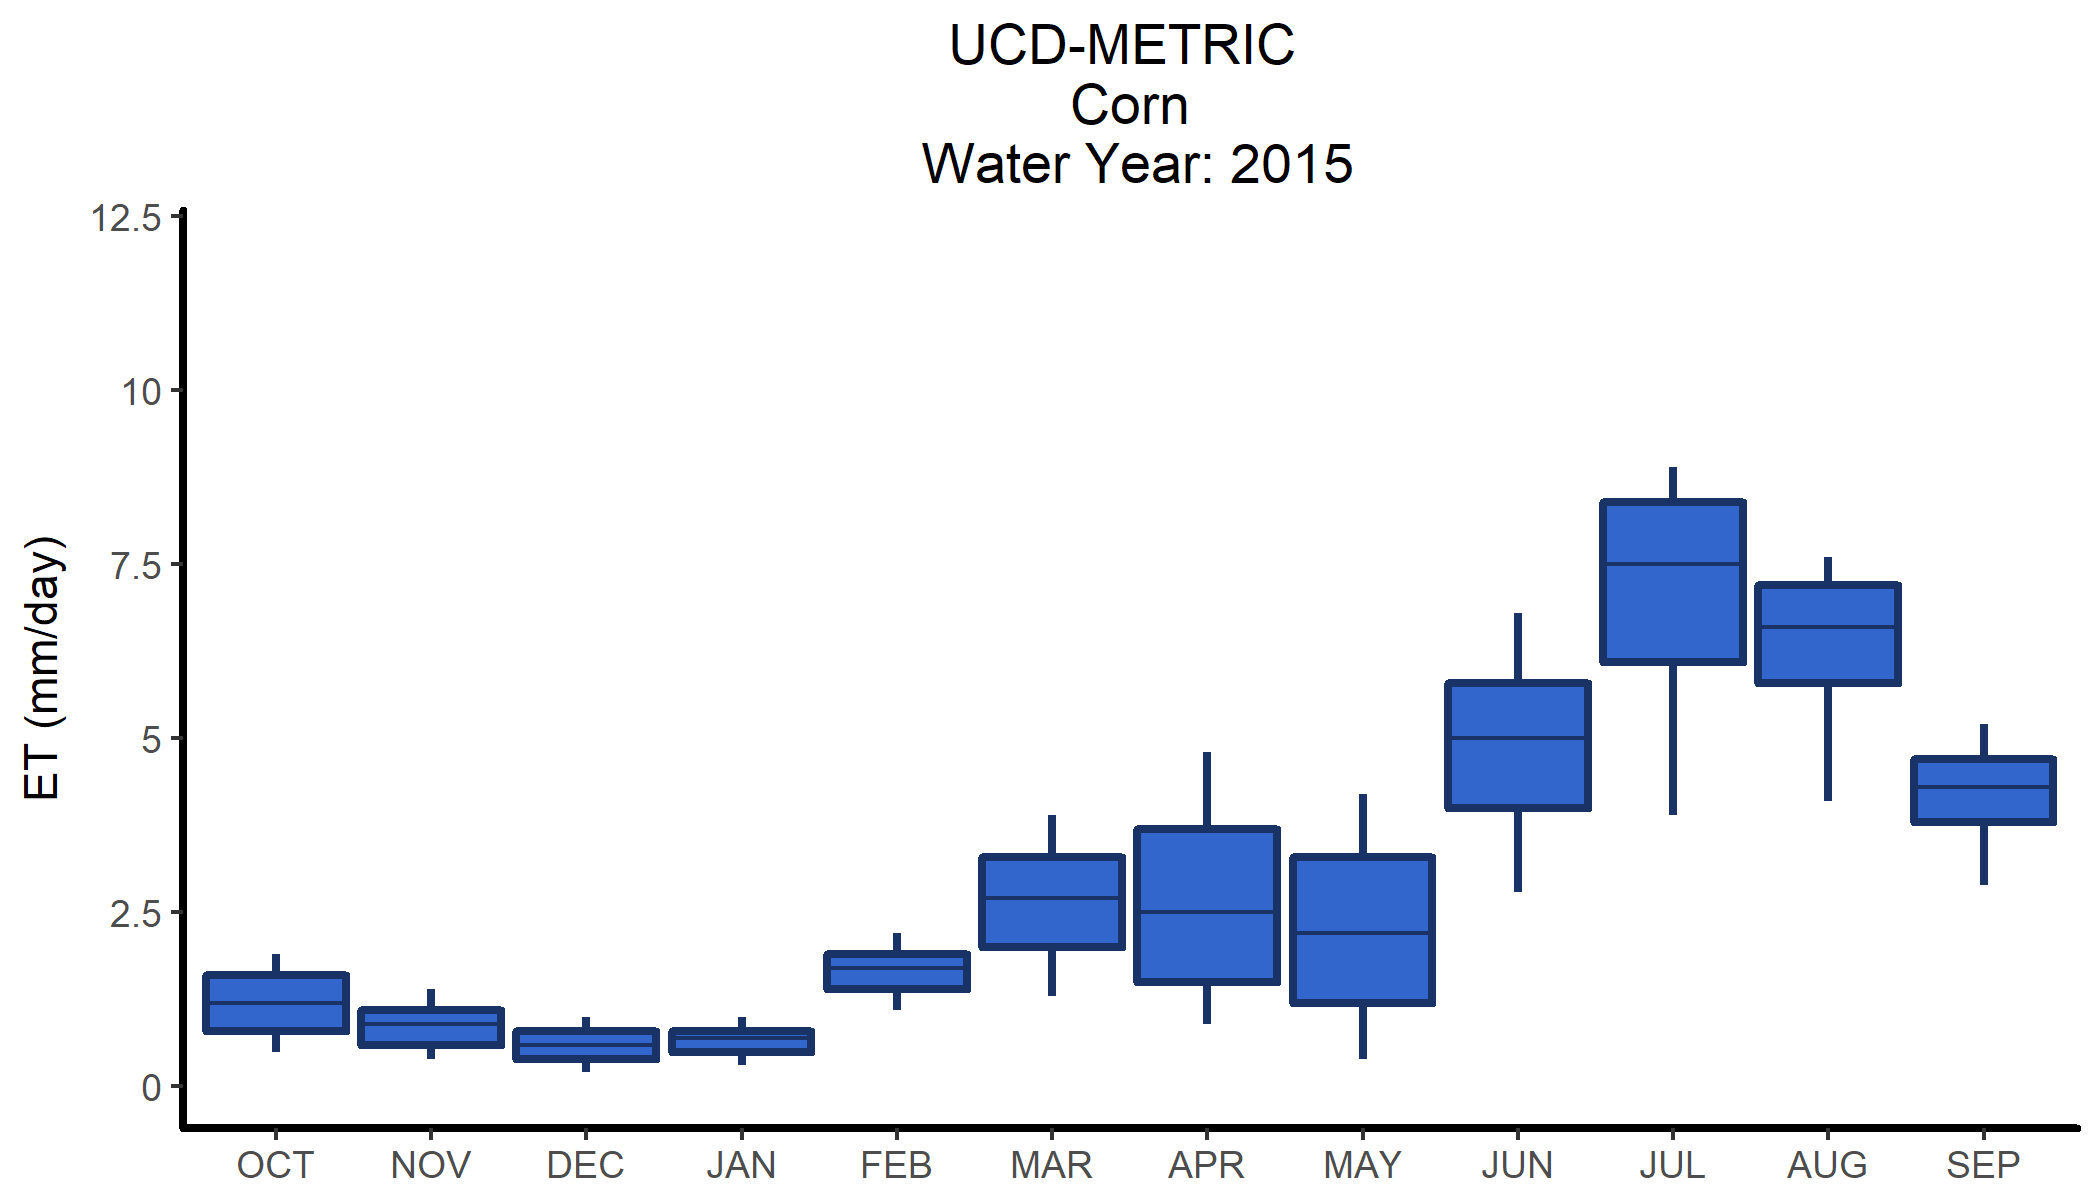 UCD-METRIC
Corn
Water Year: 2015
12.5
10
7.5
5
2.5
0
ET (mm/day)
OCT NOV DEC JAN FEB MAR APR MAY JUN JUL AUG SEP